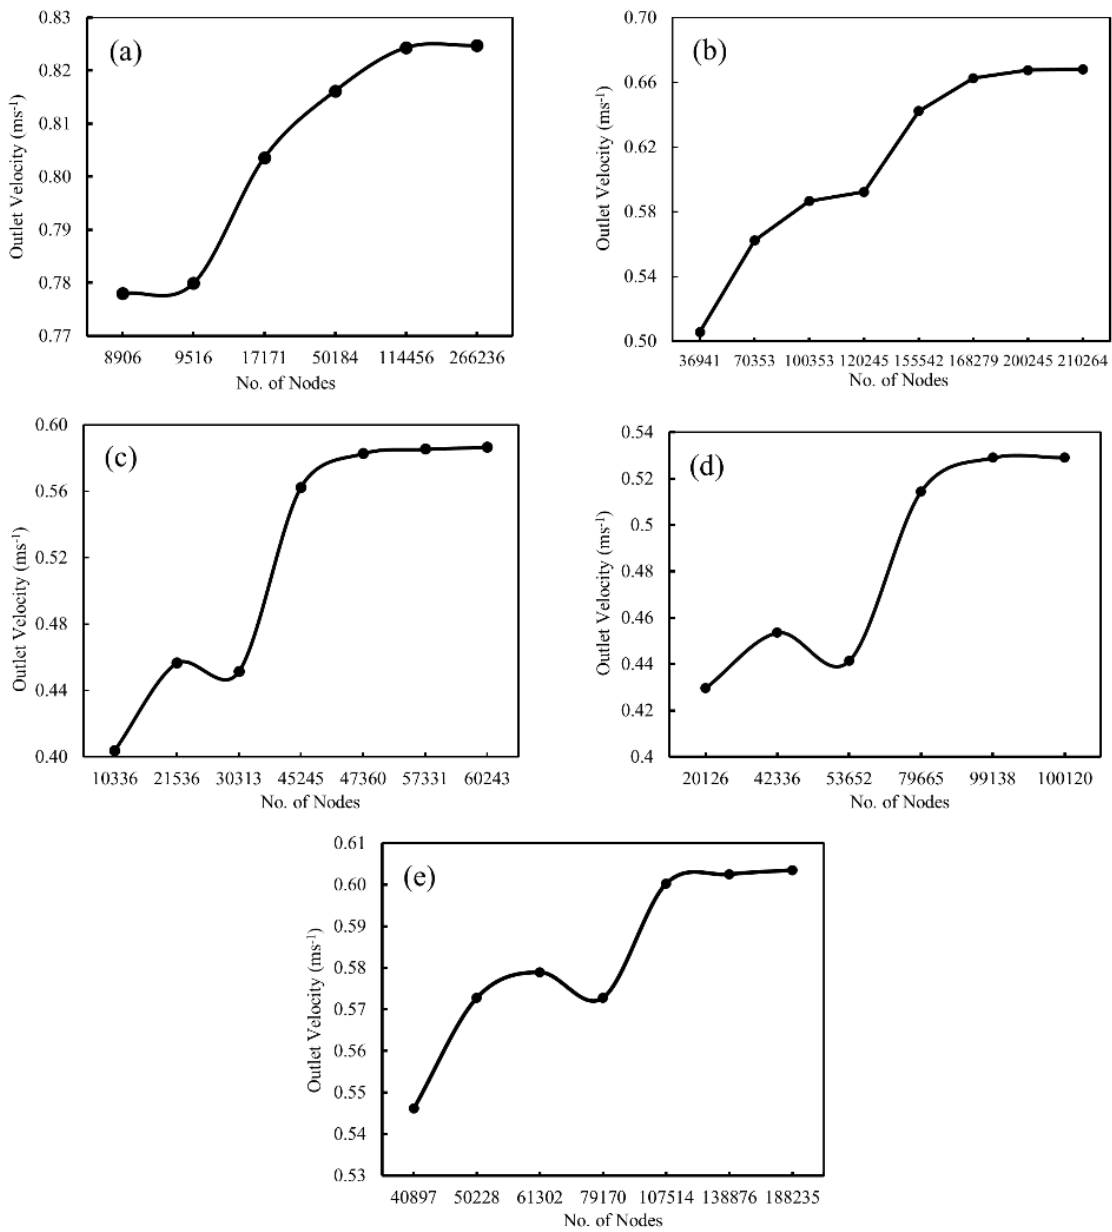 (a)
Outlet Velocity (ms⁻¹)
0.83
0.82
0.81
0.80
0.79
0.78
0.77
8906 9516 17171 50184 114456 266236
No. of Nodes
(b)
Outlet Velocity (ms⁻¹)
0.70
0.66
0.62
0.58
0.54
0.50
36941 70353 100353 120245 155542 168279 200245 210264
No. of Nodes
(c)
Outlet Velocity (ms⁻¹)
0.60
0.56
0.52
0.48
0.44
0.40
10336 21536 30313 45245 47360 57331 60243
No. of Nodes
(d)
Outlet Velocity (ms⁻¹)
0.54
0.52
0.5
0.48
0.46
0.44
0.42
0.4
20126 42336 53652 79665 99138 100120
No. of Nodes
(e)
Outlet Velocity (ms⁻¹)
0.61
0.60
0.59
0.58
0.57
0.56
0.55
0.54
0.53
40897 50228 61302 79170 107514 138876 188235
No. of Nodes